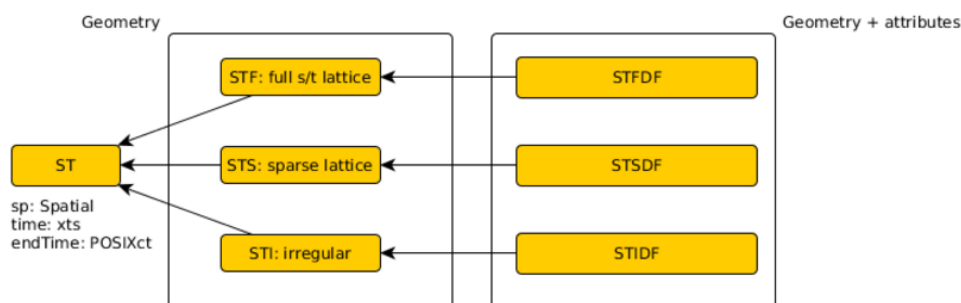 Geometry
Geometry + attributes
STF: full s/t lattice
STFDF
ST
STS: sparse lattice
STSDF
sp: Spatial
time: xts
endTime: POSIXct
STI: irregular
STIDF